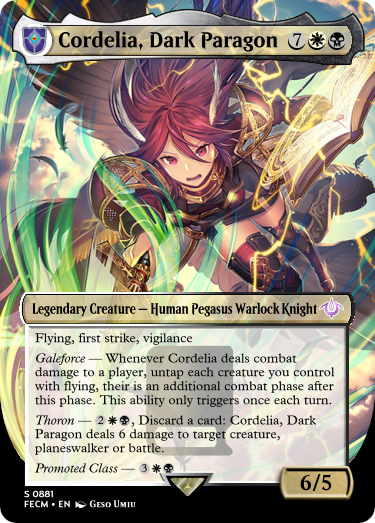 Cordelia, Dark Paragon 7
Legendary Creature — Human Pegasus Warlock Knight
Flying, first strike, vigilance
Galeforce — Whenever Cordelia deals combat
damage to a player, untap each creature you control
with flying, their is an additional combat phase after
this phase. This ability only triggers once each turn.
Thoron — 2, Discard a card: Cordelia, Dark
Paragon deals 6 damage to target creature,
planeswalker or battle.
Promoted Class — 3
6/5
S 0881
FECM • EN Geso Umiu